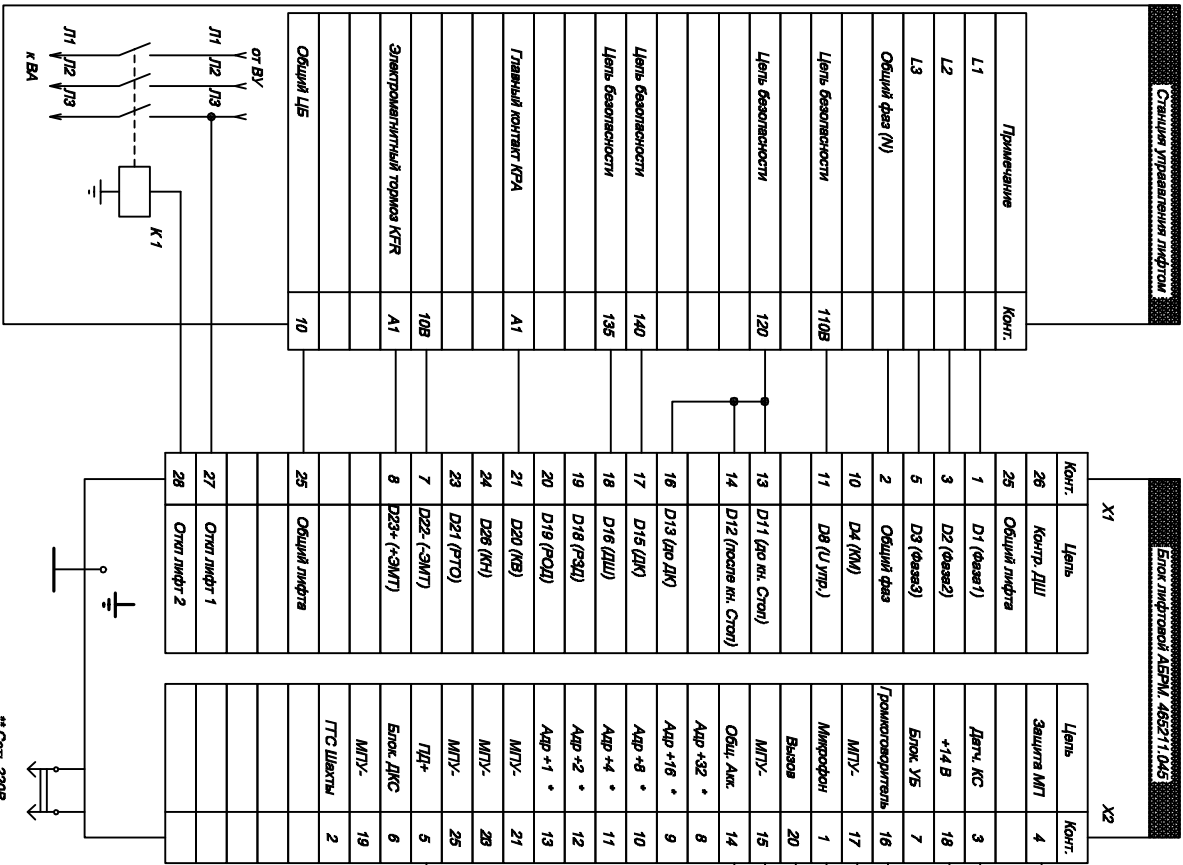 Станция управления лифтом
Примечание Конт.
L1
L2
L3
Общий фаз (N)
Цепь безопасности 110В
Цепь безопасности 120
Цепь безопасности 140
Цепь безопасности 135
Главный контакт КРА А1
10В
Электромагнитный тормоз KFR А1
Общий ЦБ 10
от ВУ
Л1 Л2 Л3
Л1 Л2 Л3
к ВА
К1
Блок лифтовой АБРМ. 465211.045
X1
Конт. Цепь
26 Контр. ДШ
25 Общий лифта
1 D1 (Фаза1)
3 D2 (Фаза2)
5 D3 (Фаза3)
2 Общий фаз
10 D4 (КМ)
11 D8 (U упр.)
13 D11 (до кн. Стоп)
14 D12 (после кн. Стоп)
16 D13 (до ДК)
17 D15 (ДК)
18 D16 (ДШ)
19 D18 (РЗД)
20 D19 (РОД)
21 D20 (КВ)
24 D26 (КН)
23 D21 (РТО)
7 D22- (-ЭМТ)
8 D23+ (+ЭМТ)
25 Общий лифта
27 Откл лифт 1
28 Откл лифт 2
X2
Цепь Конт.
Защита МП 4
Датч. КС 3
+14 В 18
Блок. УБ 7
Громкоговоритель 16
МПУ- 17
Микрофон 1
Вызов 20
МПУ- 15
Общ. Акк. 14
Адр +32 * 8
Адр +16 * 9
Адр +8 * 10
Адр +4 * 11
Адр +2 * 12
Адр +1 * 13
МПУ- 21
МПУ- 23
МПУ- 25
ПД+ 5
Блок. ДКС 6
МПУ- 19
ГГС Шахты 2